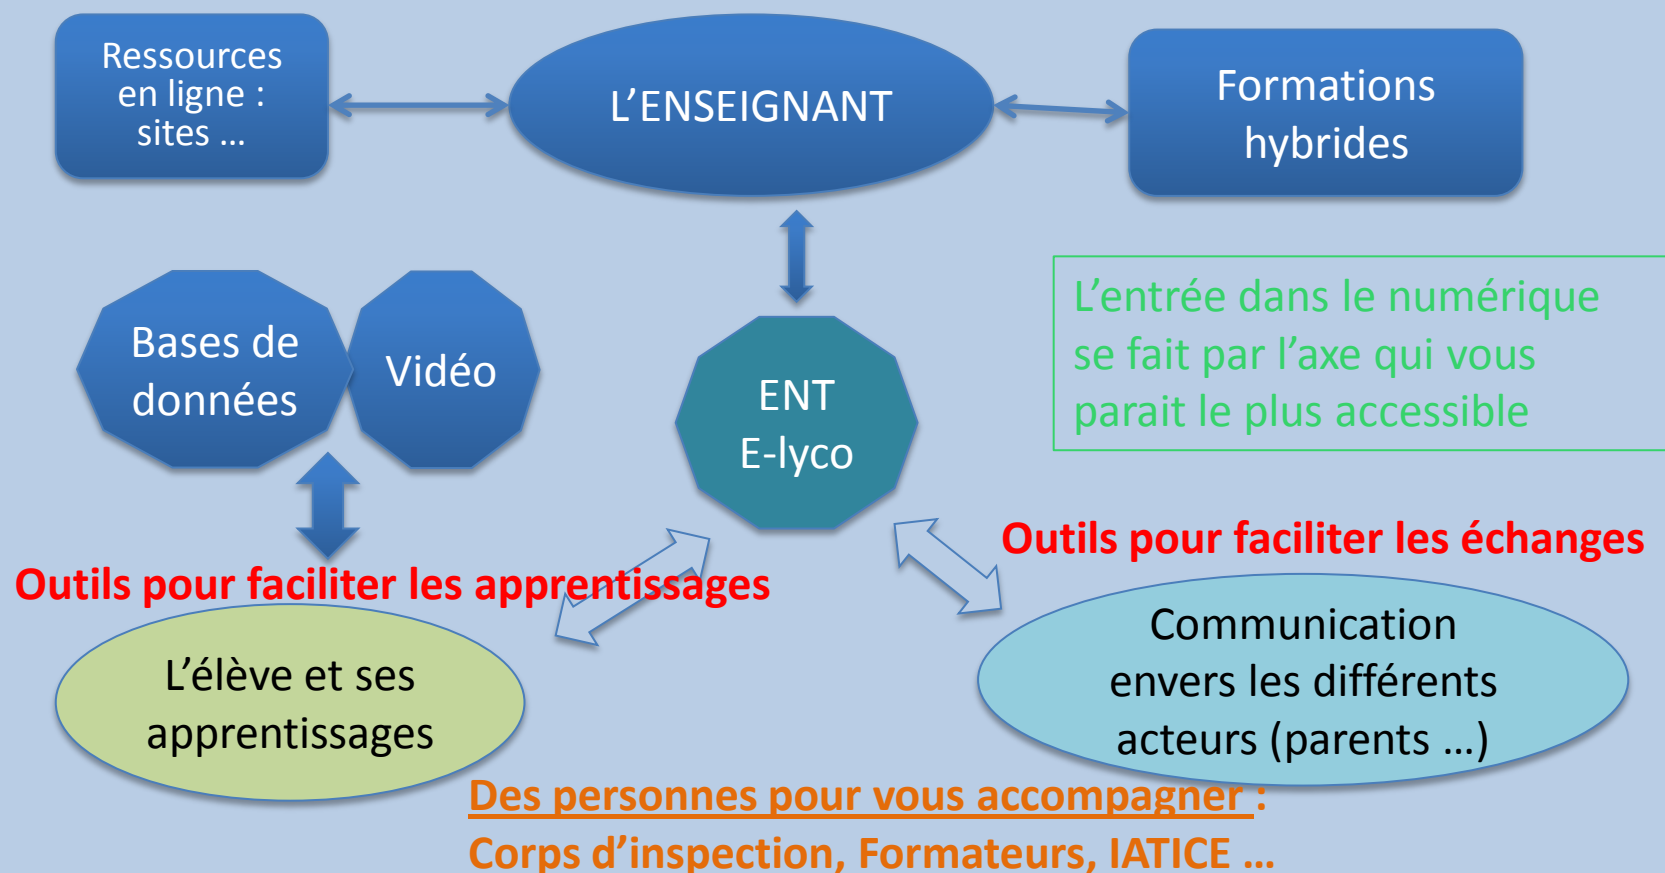 Ressources
en ligne :
sites ...
L’ENSEIGNANT
Formations
hybrides
Bases de
données
Vidéo
ENT
E-lyco
L’entrée dans le numérique
se fait par l’axe qui vous
parait le plus accessible
Outils pour faciliter les apprentissages
Outils pour faciliter les échanges
L’élève et ses
apprentissages
Communication
envers les différents
acteurs (parents ...)
Des personnes pour vous accompagner :
Corps d’inspection, Formateurs, IATICE ...